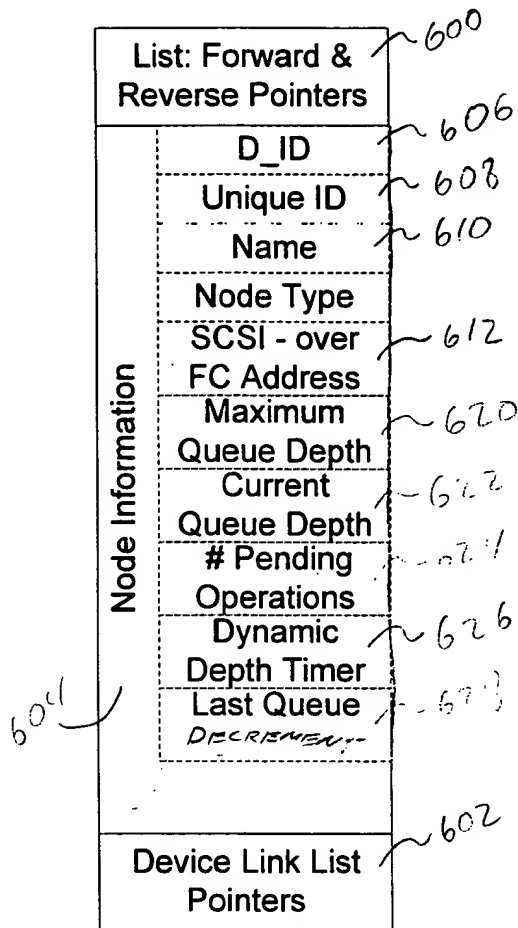 List: Forward &
Reverse Pointers
600
D_ID
606
Unique ID
608
Name
610
Node Type
SCSI - over
FC Address
612
Maximum
Queue Depth
620
Current
Queue Depth
622
# Pending
Operations
Dynamic
Depth Timer
626
Last Queue
DECREMENT
Node Information
604
Device Link List
Pointers
602